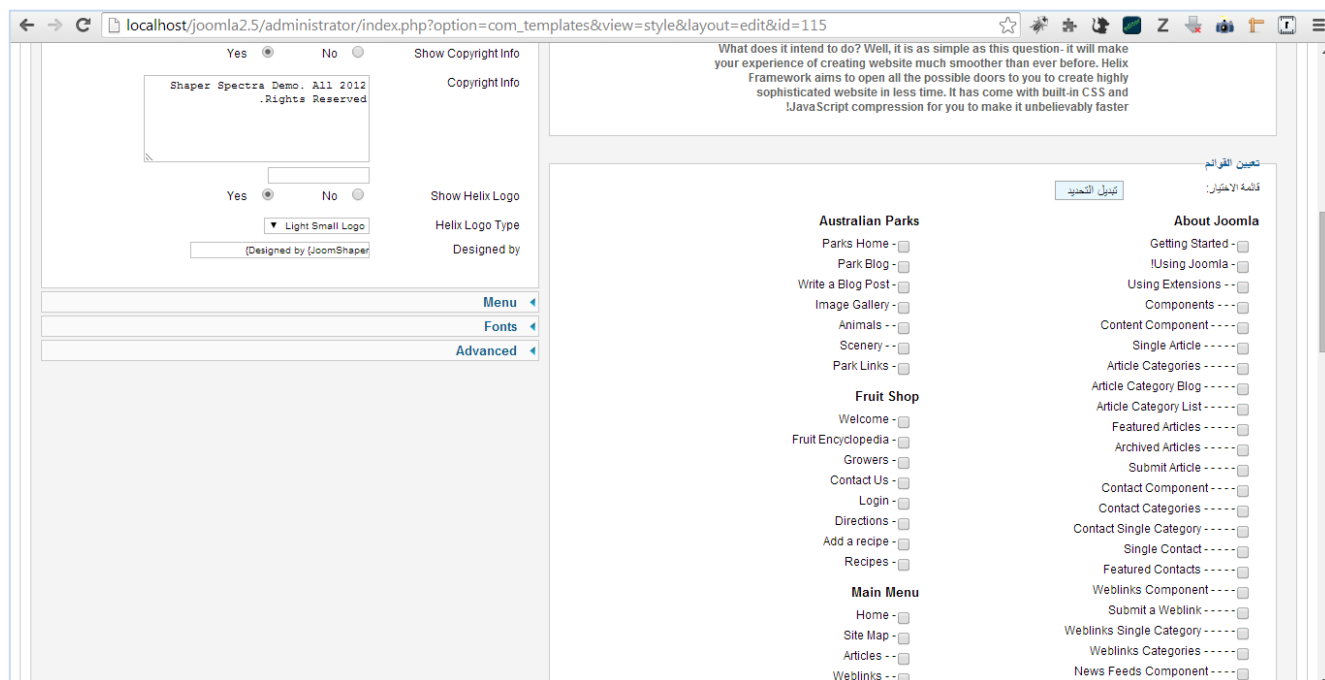 localhost/joomla2.5/administrator/index.php?option=com_templates&view=style&layout=edit&id=115
What does it intend to do? Well, it is as simple as this question- it will make
your experience of creating website much smoother than ever before. Helix
Framework aims to open all the possible doors to you to create highly
sophisticated website in less time. It has come with built-in CSS and
!JavaScript compression for you to make it unbelievably faster
تعيين القوائم
قائمة الاختيار:
تبديل التحديد
About Joomla
Getting Started -
!Using Joomla -
Using Extensions - -
Components - - -
Content Component - - - -
Single Article - - - - -
Article Categories - - - - -
Article Category Blog - - - - -
Article Category List - - - - -
Featured Articles - - - - -
Archived Articles - - - - -
Submit Article - - - - -
Contact Component - - - -
Contact Categories - - - - -
Contact Single Category - - - - -
Single Contact - - - - -
Featured Contacts - - - - -
Weblinks Component - - - -
Submit a Weblink - - - - -
Weblinks Single Category - - - - -
Weblinks Categories - - - - -
News Feeds Component - - - -
Australian Parks
Parks Home -
Park Blog -
Write a Blog Post -
Image Gallery -
Animals - -
Scenery - -
Park Links -
Fruit Shop
Welcome -
Fruit Encyclopedia -
Growers -
Contact Us -
Login -
Directions -
Add a recipe -
Recipes -
Main Menu
Home -
Site Map -
Articles - -
Weblinks - -
Yes No Show Copyright Info
Copyright Info
Shaper Spectra Demo. All 2012
.Rights Reserved
Yes No Show Helix Logo
Light Small Logo Helix Logo Type
{Designed by {JoomShaper Designed by
Menu
Fonts
Advanced